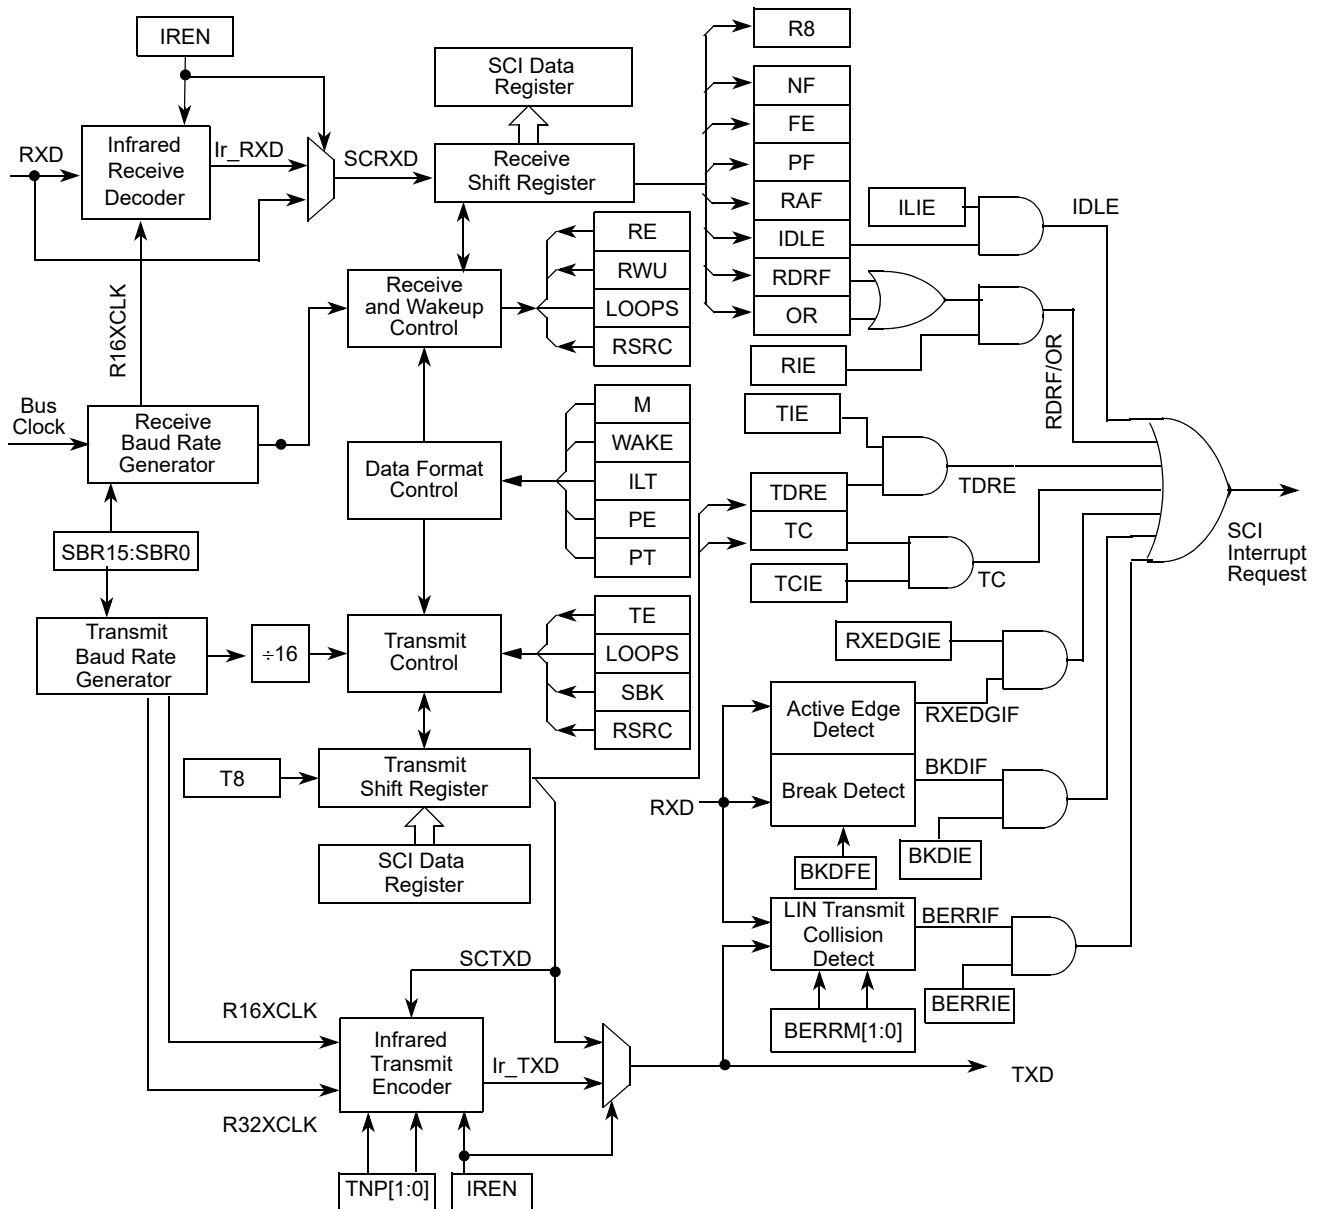 IREN
SCI Data
Register
R8
NF
FE
PF
RAF
IDLE
RDRF
OR
RXD
Infrared
Receive
Decoder
Ir_RXD
SCRXD
Receive
Shift Register
ILIE
IDLE
R16XCLK
Receive
and Wakeup
Control
RE
RWU
LOOPS
RSRC
RIE
RDRF/OR
Bus
Clock
Receive
Baud Rate
Generator
Data Format
Control
M
WAKE
ILT
PE
PT
TIE
TDRE
TC
TCIE
TDRE
TC
SCI
Interrupt
Request
SBR15:SBR0
Transmit
Baud Rate
Generator
÷16
Transmit
Control
TE
LOOPS
SBK
RSRC
RXEDGIE
Active Edge
Detect
RXEDGIF
Break Detect
BKDIF
RXD
BKDFE
BKDIE
T8
Transmit
Shift Register
SCI Data
Register
LIN Transmit
Collision
Detect
BERRIF
BERRIE
BERRM[1:0]
SCTXD
R16XCLK
Infrared
Transmit
Encoder
Ir_TXD
TXD
R32XCLK
TNP[1:0]
IREN